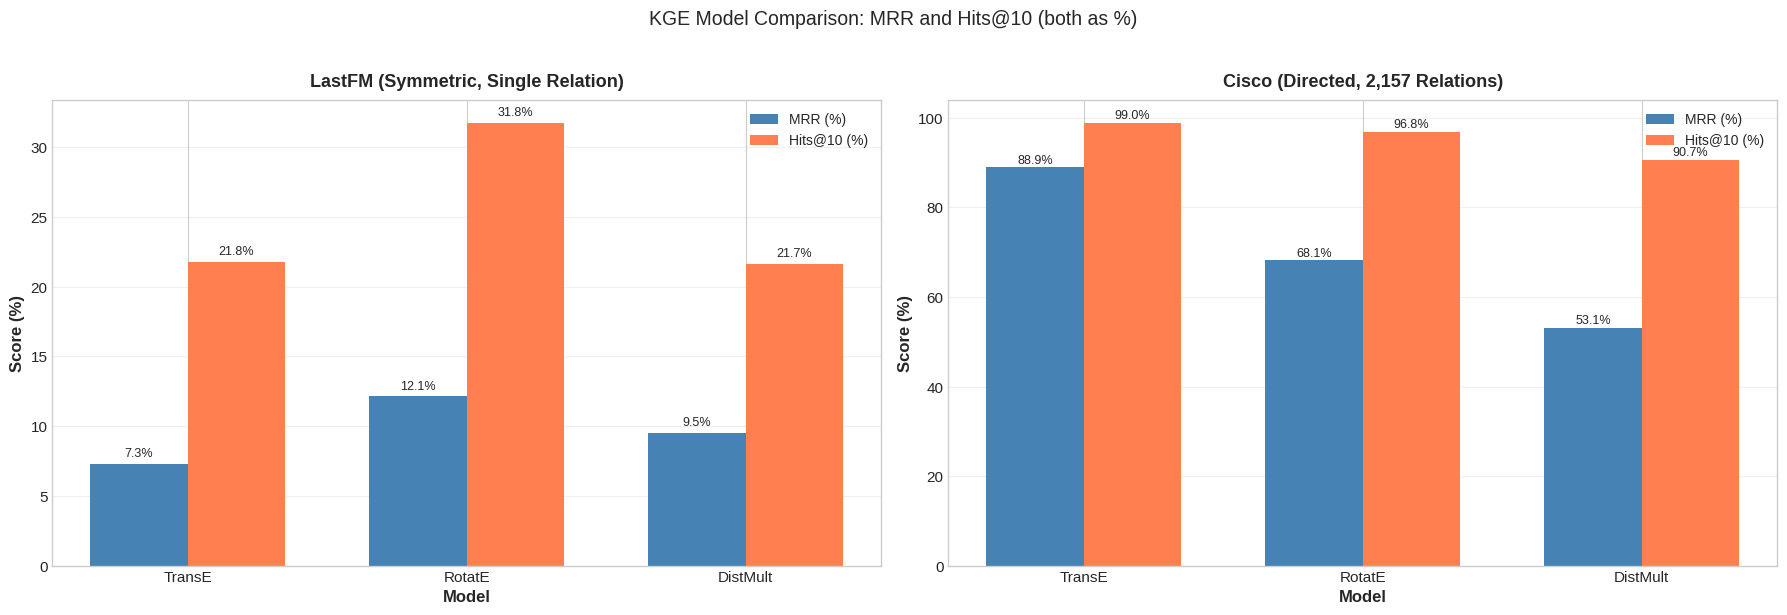 KGE Model Comparison: MRR and Hits@10 (both as %)
LastFM (Symmetric, Single Relation)
MRR (%)
Hits@10 (%)
Score (%)
30
25
20
15
10
5
0
7.3%
21.8%
12.1%
31.8%
9.5%
21.7%
TransE
RotatE
DistMult
Model
Cisco (Directed, 2,157 Relations)
MRR (%)
Hits@10 (%)
Score (%)
100
80
60
40
20
0
88.9%
99.0%
68.1%
96.8%
53.1%
90.7%
TransE
RotatE
DistMult
Model